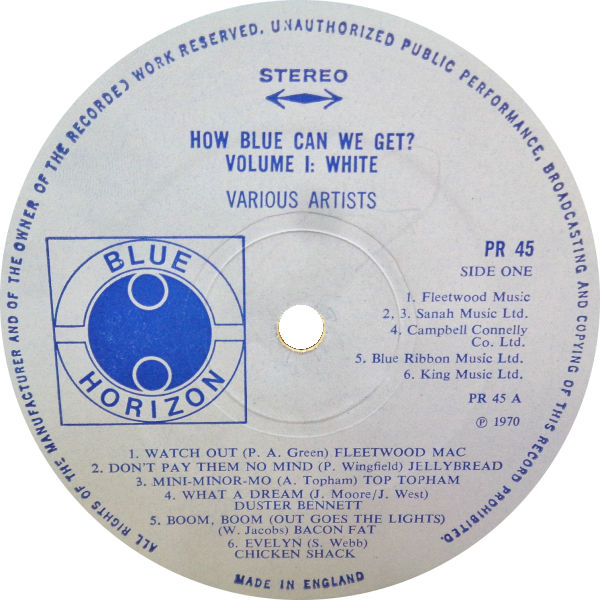 ALL RIGHTS OF THE MANUFACTURER AND OF THE OWNER OF THE RECORDED WORK RESERVED. UNAUTHORIZED PUBLIC PERFORMANCE, BROADCASTING AND COPYING OF THIS RECORD PROHIBITED.
STEREO
HOW BLUE CAN WE GET?
VOLUME I: WHITE
VARIOUS ARTISTS
BLUE
HORIZON
PR 45
SIDE ONE
1. Fleetwood Music
2, 3. Sanah Music Ltd.
4. Campbell Connelly
Co. Ltd.
5. Blue Ribbon Music Ltd.
6. King Music Ltd.
PR 45 A
℗ 1970
1. WATCH OUT (P. A. Green) FLEETWOOD MAC
2. DON'T PAY THEM NO MIND (P. Wingfield) JELLYBREAD
3. MINI-MINOR-MO (A. Topham) TOP TOPHAM
4. WHAT A DREAM (J. Moore/J. West)
DUSTER BENNETT
5. BOOM, BOOM (OUT GOES THE LIGHTS)
(W. Jacobs) BACON FAT
6. EVELYN (S. Webb)
CHICKEN SHACK
MADE IN ENGLAND